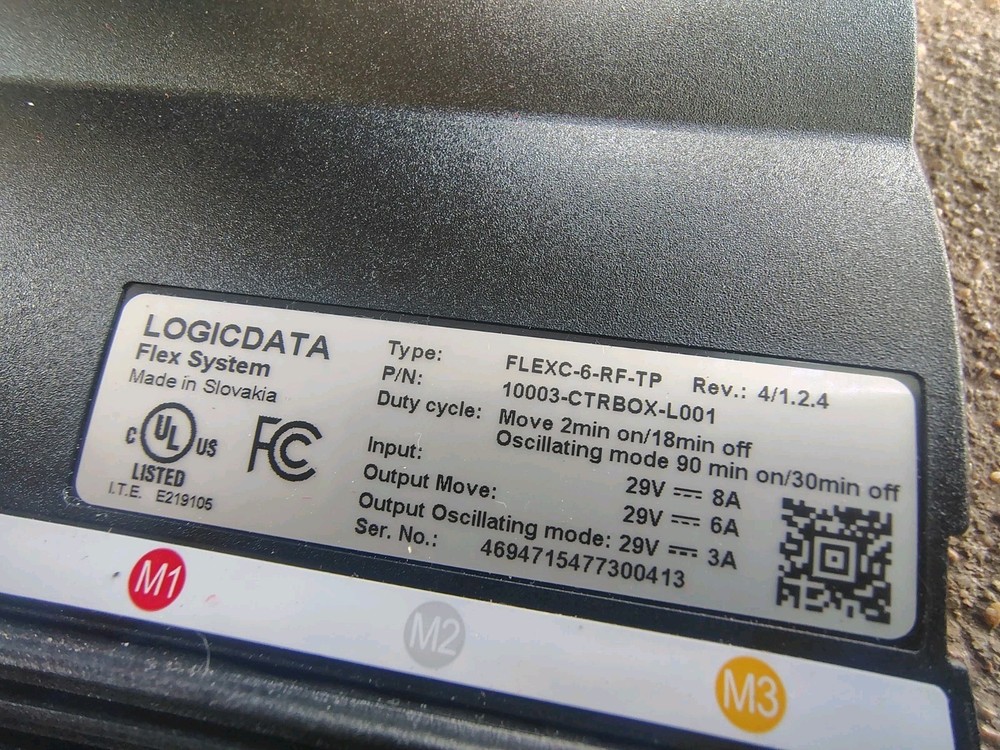 LOGICDATA
Flex System
Made in Slovakia
c UL US
LISTED
I.T.E. E219105
FC
Type: FLEXC-6-RF-TP Rev.: 4/1.2.4
P/N: 10003-CTRBOX-L001
Duty cycle: Move 2min on/18min off
Oscillating mode 90 min on/30min off
Input: 29V ⎓ 8A
Output Move: 29V ⎓ 6A
Output Oscillating mode: 29V ⎓ 3A
Ser. No.: 4694715477300413
M1
M2
M3